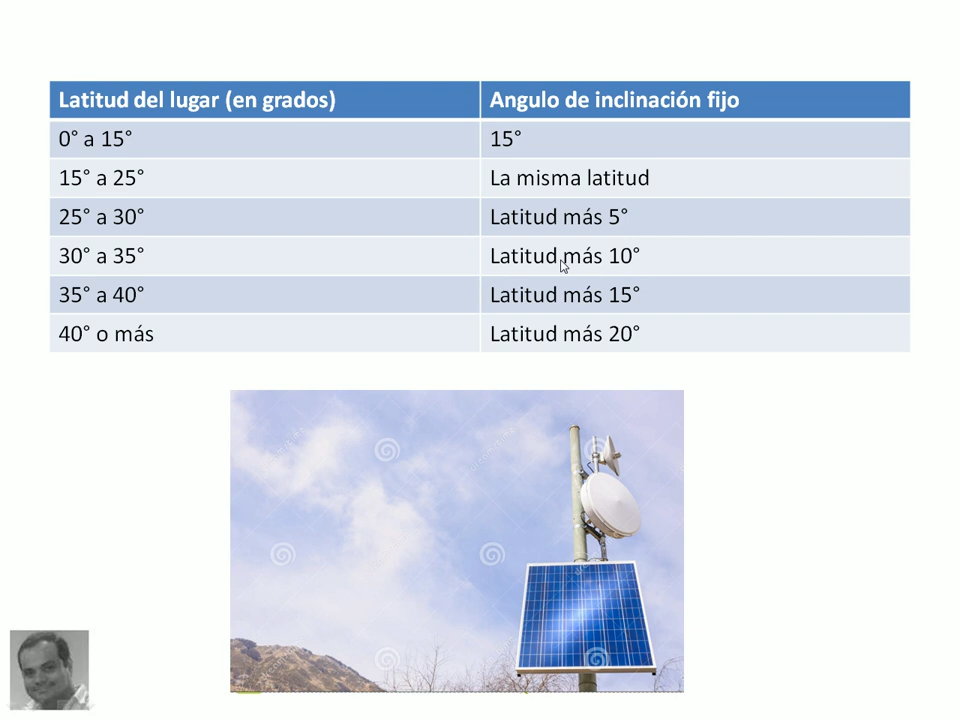 Latitud del lugar (en grados) Angulo de inclinación fijo
0° a 15° 15°
15° a 25° La misma latitud
25° a 30° Latitud más 5°
30° a 35° Latitud más 10°
35° a 40° Latitud más 15°
40° o más Latitud más 20°